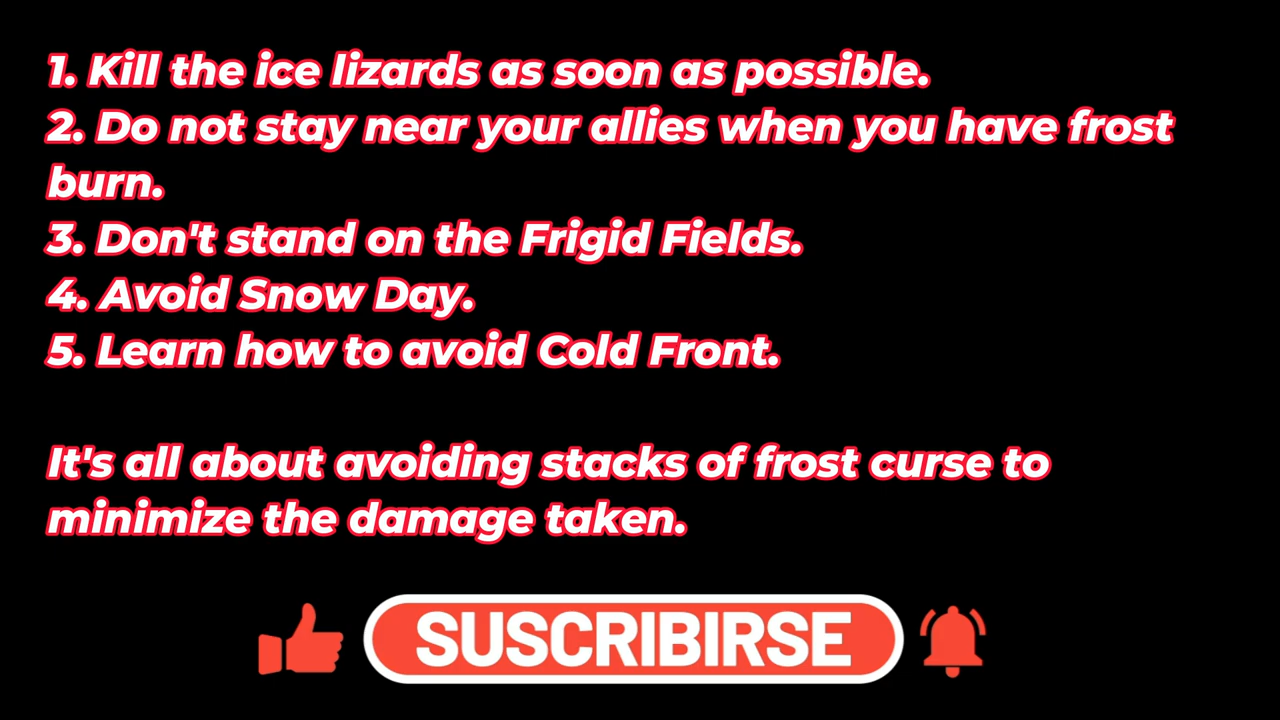 1. Kill the ice lizards as soon as possible.
2. Do not stay near your allies when you have frost
burn.
3. Don't stand on the Frigid Fields.
4. Avoid Snow Day.
5. Learn how to avoid Cold Front.
It's all about avoiding stacks of frost curse to
minimize the damage taken.
SUSCRIBIRSE